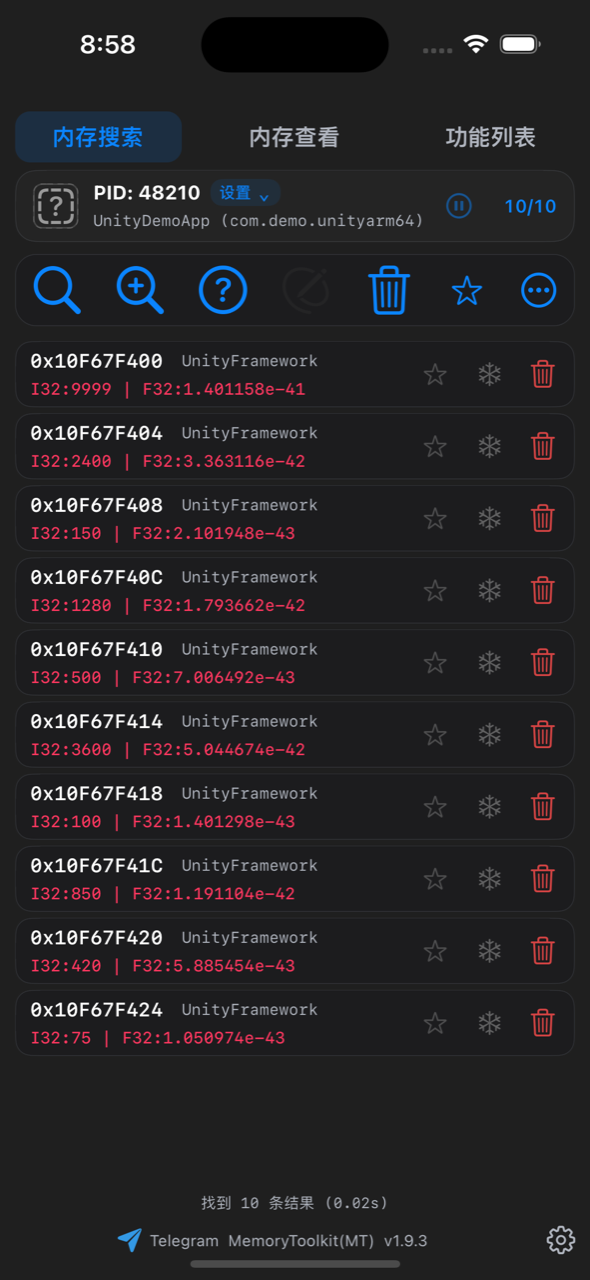 8:58
内存搜索 内存查看 功能列表
PID: 48210 设置
UnityDemoApp (com.demo.unityarm64) 10/10
0x10F67F400 UnityFramework
I32:9999 | F32:1.401158e-41
0x10F67F404 UnityFramework
I32:2400 | F32:3.363116e-42
0x10F67F408 UnityFramework
I32:150 | F32:2.101948e-43
0x10F67F40C UnityFramework
I32:1280 | F32:1.793662e-42
0x10F67F410 UnityFramework
I32:500 | F32:7.006492e-43
0x10F67F414 UnityFramework
I32:3600 | F32:5.044674e-42
0x10F67F418 UnityFramework
I32:100 | F32:1.401298e-43
0x10F67F41C UnityFramework
I32:850 | F32:1.191104e-42
0x10F67F420 UnityFramework
I32:420 | F32:5.885454e-43
0x10F67F424 UnityFramework
I32:75 | F32:1.050974e-43
找到 10 条结果 (0.02s)
Telegram MemoryToolkit(MT) v1.9.3